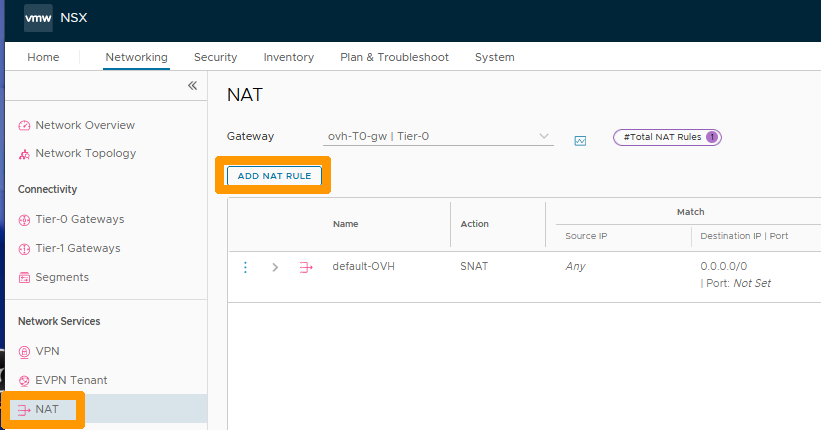 vmw NSX
Home Networking Security Inventory Plan & Troubleshoot System
«
NAT
Network Overview
Network Topology
Connectivity
Tier-0 Gateways
Tier-1 Gateways
Segments
Network Services
VPN
EVPN Tenant
NAT
Gateway ovh-T0-gw | Tier-0 #Total NAT Rules 1
ADD NAT RULE
Name Action Match
Source IP Destination IP | Port
default-OVH SNAT Any 0.0.0.0/0
| Port: Not Set